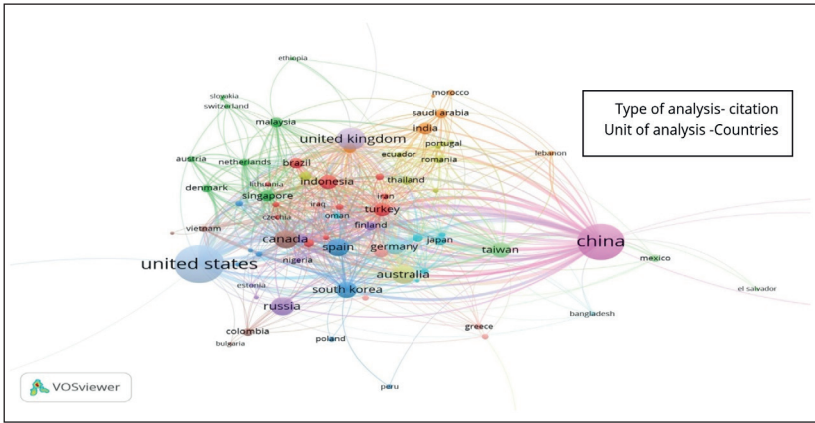 ethiopia
slovakia
switzerland
morocco
saudi arabia
malaysia
india
united kingdom
portugal
ecuador
romania
lebanon
austria
netherlands
brazil
denmark
lithuania
indonesia
thailand
singapore
iran
iraq
turkey
czechia
oman
finland
vietnam
canada
spain
germany
japan
taiwan
china
united states
nigeria
australia
mexico
estonia
south korea
el salvador
russia
bangladesh
colombia
greece
bulgaria
poland
peru
Type of analysis- citation
Unit of analysis -Countries
VOSviewer